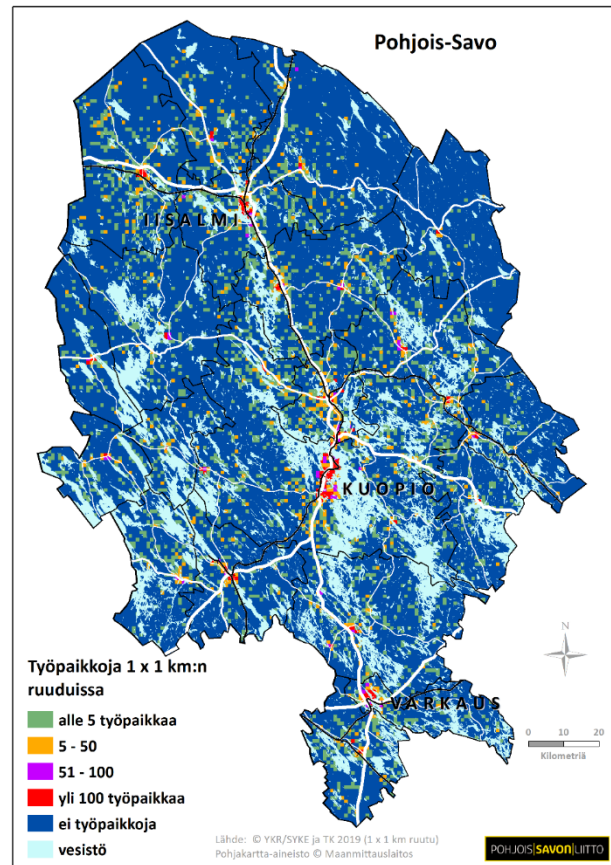 Pohjois-Savo
IISALMI
KUOPIO
VARKAUS
N
0 10 20
Kilometriä
Työpaikkoja 1 x 1 km:n
ruuduissa
alle 5 työpaikkaa
5 - 50
51 - 100
yli 100 työpaikkaa
ei työpaikkoja
vesistö
Lähde: © YKR/SYKE ja TK 2019 (1 x 1 km ruutu)
Pohjakartta-aineisto © Maanmittauslaitos
POHJOIS|SAVON|LIITTO